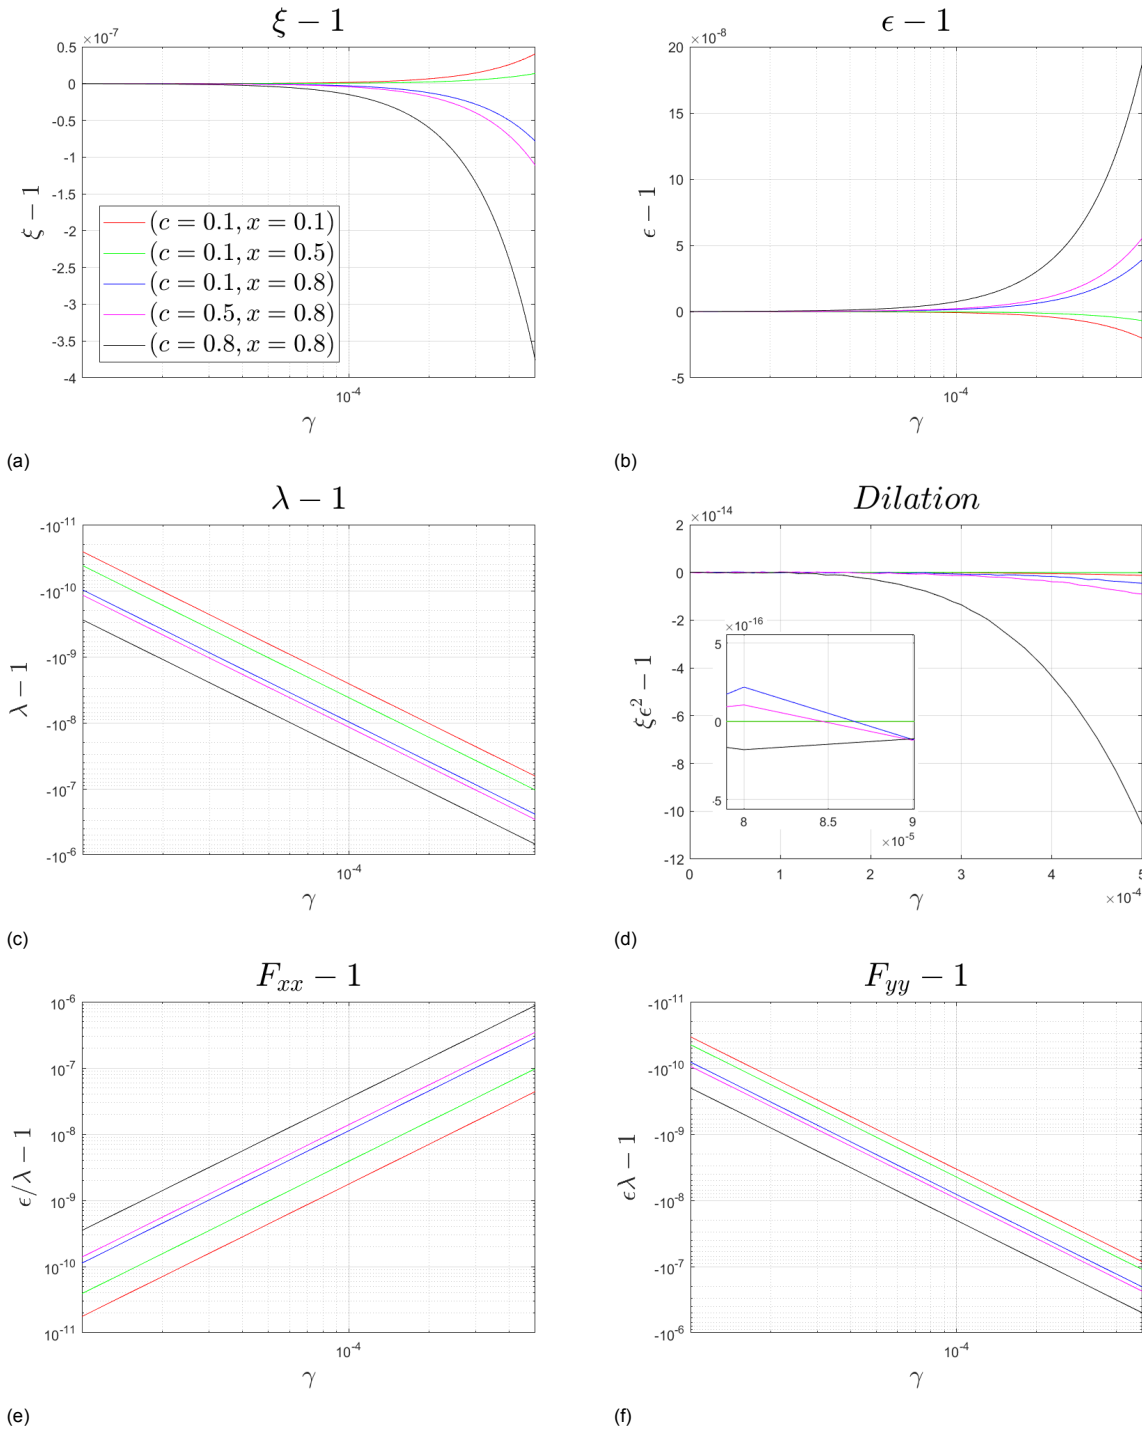 ξ − 1
×10⁻⁷
0.5
0
-0.5
-1
-1.5
-2
-2.5
-3
-3.5
-4
ξ − 1
(c = 0.1, x = 0.1)
(c = 0.1, x = 0.5)
(c = 0.1, x = 0.8)
(c = 0.5, x = 0.8)
(c = 0.8, x = 0.8)
10⁻⁴
γ
(a)
ϵ − 1
×10⁻⁸
20
15
10
5
0
-5
ϵ − 1
10⁻⁴
γ
(b)
λ − 1
-10⁻¹¹
-10⁻¹⁰
-10⁻⁹
-10⁻⁸
-10⁻⁷
-10⁻⁶
λ − 1
10⁻⁴
γ
(c)
Dilation
×10⁻¹⁴
2
0
-2
-4
-6
-8
-10
-12
ξϵ² − 1
×10⁻¹⁶
5
0
-5
8 8.5 9
×10⁻⁵
0 1 2 3 4 5
γ
×10⁻⁴
(d)
Fₓₓ − 1
10⁻⁶
10⁻⁷
10⁻⁸
10⁻⁹
10⁻¹⁰
10⁻¹¹
ϵ/λ − 1
10⁻⁴
γ
(e)
F_yy − 1
-10⁻¹¹
-10⁻¹⁰
-10⁻⁹
-10⁻⁸
-10⁻⁷
-10⁻⁶
ϵλ − 1
10⁻⁴
γ
(f)